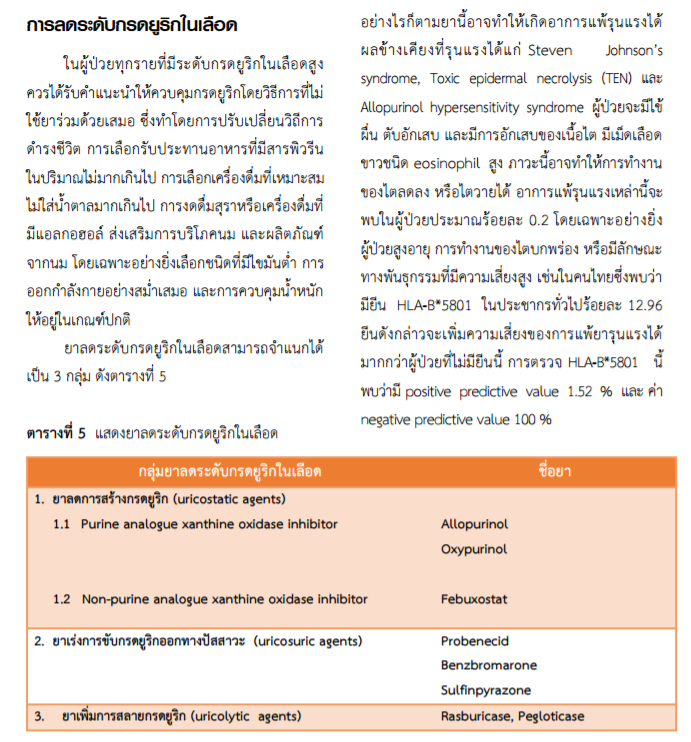 การลดระดับกรดยูริกในเลือด
ในผู้ป่วยทุกรายที่มีระดับกรดยูริกในเลือดสูง
ควรได้รับคำแนะนำให้ควบคุมกรดยูริกโดยวิธีการที่ไม่
ใช้ยาร่วมด้วยเสมอ ซึ่งทำโดยการปรับเปลี่ยนวิถีการ
ดำรงชีวิต การเลือกรับประทานอาหารที่มีสารพิวรีน
ในปริมาณไม่มากเกินไป การเลือกเครื่องดื่มที่เหมาะสม
ไม่ใส่น้ำตาลมากเกินไป การงดดื่มสุราหรือเครื่องดื่มที่
มีแอลกอฮอล์ ส่งเสริมการบริโภคนม และผลิตภัณฑ์
จากนม โดยเฉพาะอย่างยิ่งเลือกชนิดที่มีไขมันต่ำ การ
ออกกำลังกายอย่างสม่ำเสมอ และการควบคุมน้ำหนัก
ให้อยู่ในเกณฑ์ปกติ
ยาลดระดับกรดยูริกในเลือดสามารถจำแนกได้
เป็น 3 กลุ่ม ดังตารางที่ 5
อย่างไรก็ตามยานี้อาจทำให้เกิดอาการแพ้รุนแรงได้
ผลข้างเคียงที่รุนแรงได้แก่ Steven Johnson's
syndrome, Toxic epidermal necrolysis (TEN) และ
Allopurinol hypersensitivity syndrome ผู้ป่วยจะมีไข้
ผื่น ตับอักเสบ และมีการอักเสบของเนื้อไต มีเม็ดเลือด
ขาวชนิด eosinophil สูง ภาวะนี้อาจทำให้การทำงาน
ของไตลดลง หรือไตวายได้ อาการแพ้รุนแรงเหล่านี้จะ
พบในผู้ป่วยประมาณร้อยละ 0.2 โดยเฉพาะอย่างยิ่ง
ผู้ป่วยสูงอายุ การทำงานของไตบกพร่อง หรือมีลักษณะ
ทางพันธุกรรมที่มีความเสี่ยงสูง เช่นในคนไทยซึ่งพบว่า
มียีน HLA-B*5801 ในประชากรทั่วไปร้อยละ 12.96
ยีนดังกล่าวจะเพิ่มความเสี่ยงของการแพ้ยารุนแรงได้
มากกว่าผู้ป่วยที่ไม่มียีนนี้ การตรวจ HLA-B*5801 นี้
พบว่ามี positive predictive value 1.52 % และ ค่า
negative predictive value 100 %
ตารางที่ 5 แสดงยาลดระดับกรดยูริกในเลือด
กลุ่มยาลดระดับกรดยูริกในเลือด ชื่อยา
1. ยาลดการสร้างกรดยูริก (uricostatic agents)
1.1 Purine analogue xanthine oxidase inhibitor Allopurinol
Oxypurinol
1.2 Non-purine analogue xanthine oxidase inhibitor Febuxostat
2. ยาเร่งการขับกรดยูริกออกทางปัสสาวะ (uricosuric agents) Probenecid
Benzbromarone
Sulfinpyrazone
3. ยาเพิ่มการสลายกรดยูริก (uricolytic agents) Rasburicase, Pegloticase